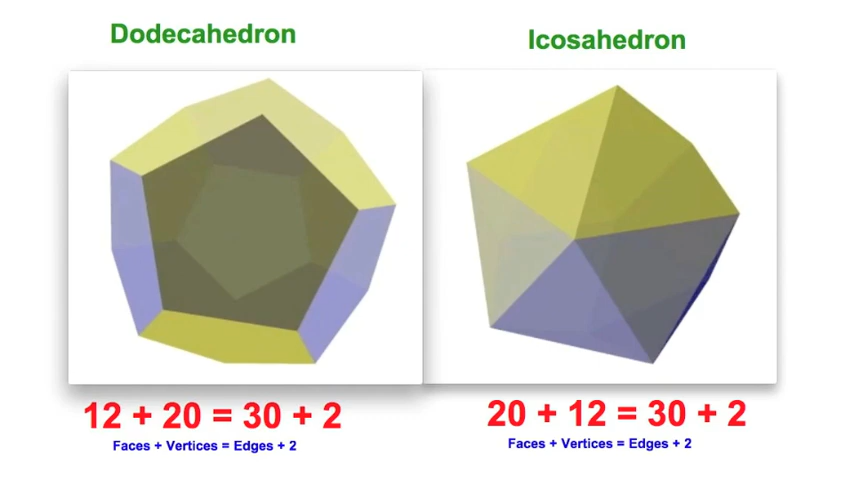 Dodecahedron
Icosahedron
12 + 20 = 30 + 2
Faces + Vertices = Edges + 2
20 + 12 = 30 + 2
Faces + Vertices = Edges + 2